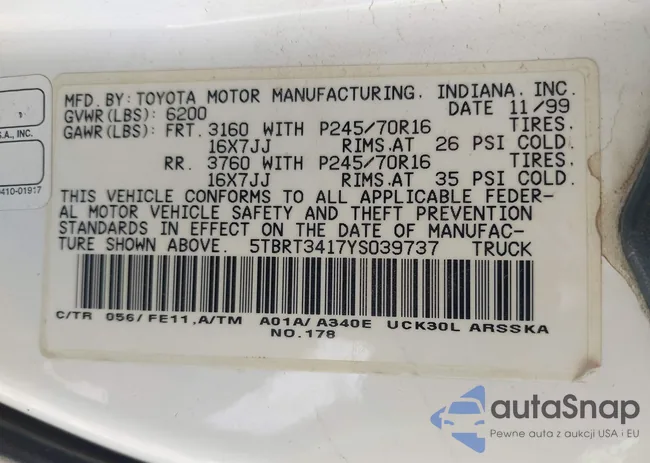 MFD. BY: TOYOTA MOTOR MANUFACTURING, INDIANA, INC.
GVWR(LBS): 6200 DATE 11/99
GAWR(LBS): FRT. 3160 WITH P245/70R16 TIRES.
16X7JJ RIMS.AT 26 PSI COLD.
RR. 3760 WITH P245/70R16 TIRES.
16X7JJ RIMS.AT 35 PSI COLD.
THIS VEHICLE CONFORMS TO ALL APPLICABLE FEDER-
AL MOTOR VEHICLE SAFETY AND THEFT PREVENTION
STANDARDS IN EFFECT ON THE DATE OF MANUFAC-
TURE SHOWN ABOVE. 5TBRT3417YS039737 TRUCK
C/TR 056/FE11,A/TM A01A/A340E UCK30L ARSSKA
NO.178
S.A., INC.
0410-01917
autaSnap
Pewne auta z aukcji USA i EU